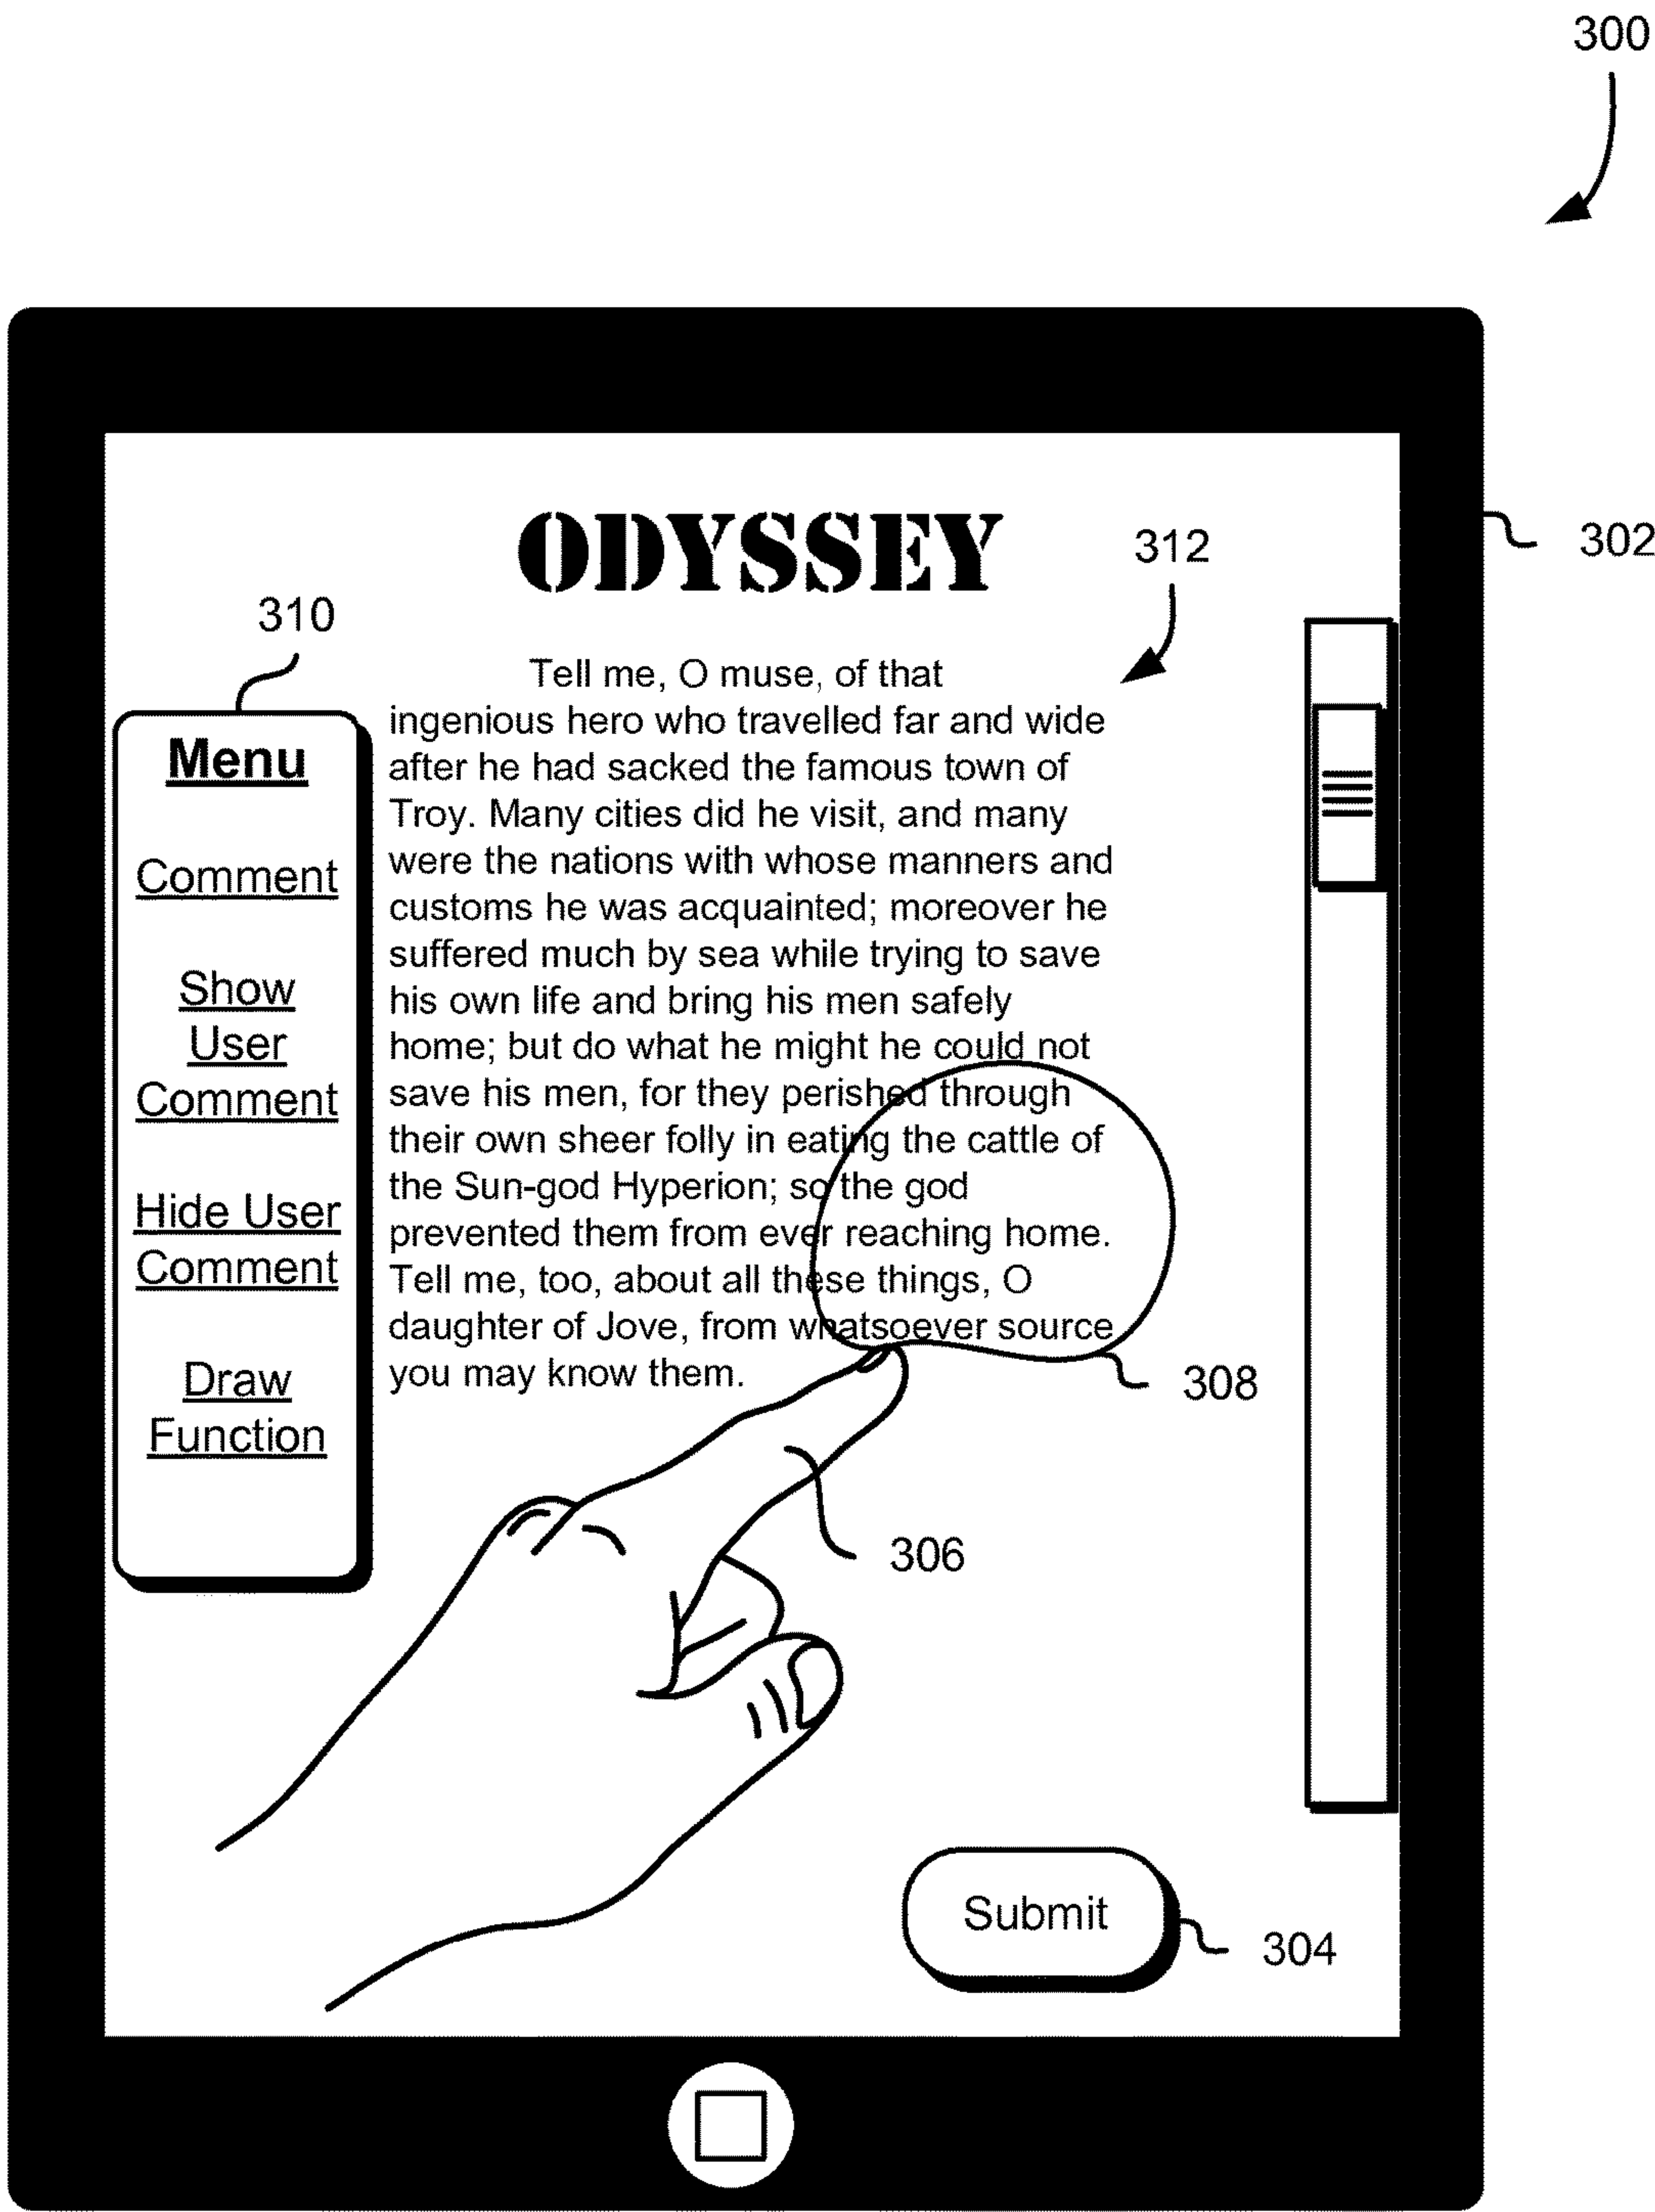 300
ODYSSEY
312
302
310
Tell me, O muse, of that
ingenious hero who travelled far and wide
after he had sacked the famous town of
Troy. Many cities did he visit, and many
were the nations with whose manners and
customs he was acquainted; moreover he
suffered much by sea while trying to save
his own life and bring his men safely
home; but do what he might he could not
save his men, for they perished through
their own sheer folly in eating the cattle of
the Sun-god Hyperion; so the god
prevented them from ever reaching home.
Tell me, too, about all these things, O
daughter of Jove, from whatsoever source
you may know them.
Menu
Comment
Show
User
Comment
Hide User
Comment
Draw
Function
308
306
Submit
304